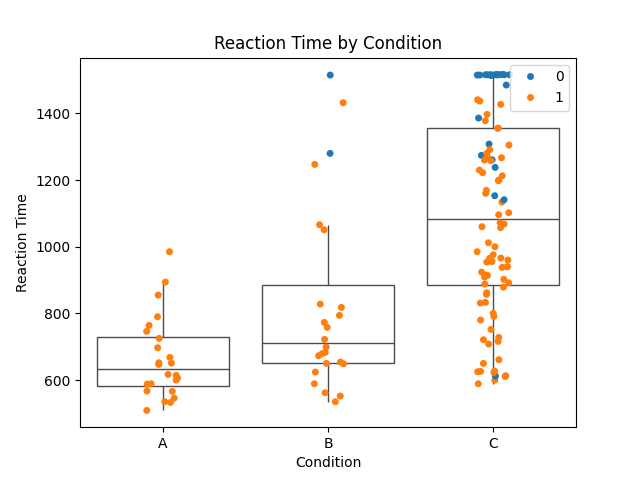 Reaction Time by Condition
0
1
1400
1200
1000
800
600
Reaction Time
A
B
C
Condition